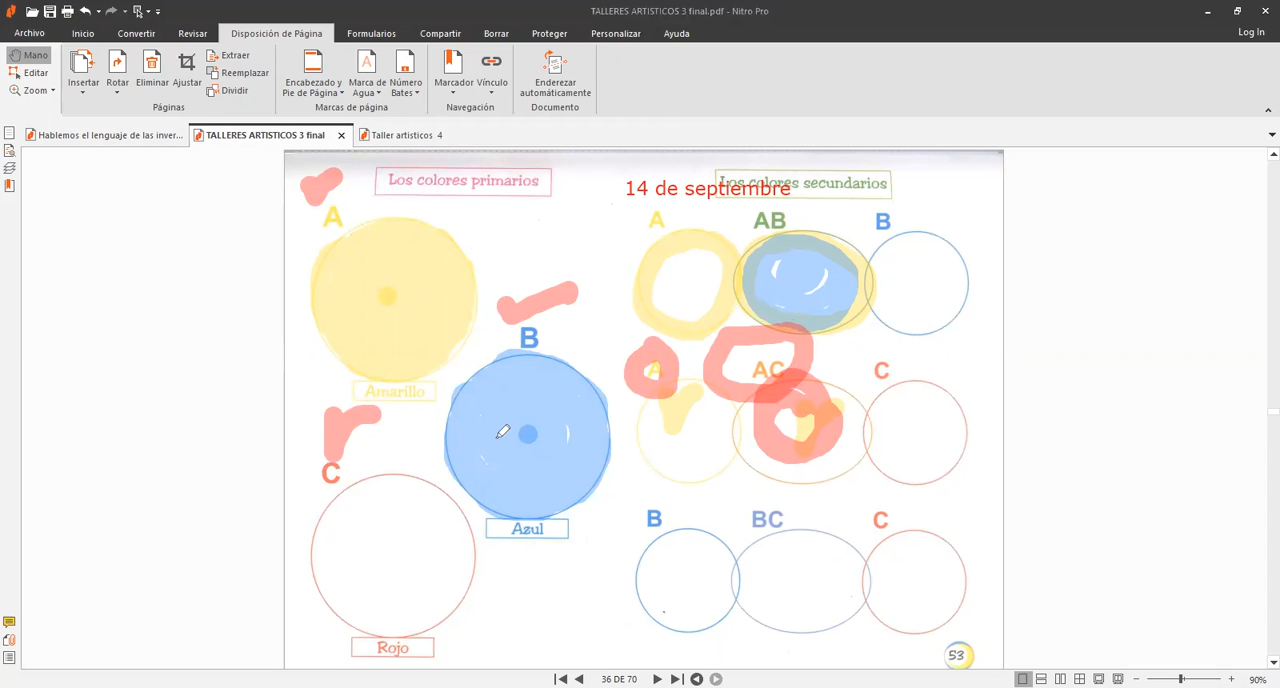 TALLERES ARTISTICOS 3 final.pdf - Nitro Pro
Archivo Inicio Convertir Revisar Disposición de Página Formularios Compartir Borrar Proteger Personalizar Ayuda Log In
Mano
Editar
Zoom
Insertar Rotar Eliminar Ajustar
Extraer
Reemplazar
Dividir
Páginas
Encabezado y Pie de Página
Marca de Agua
Número Bates
Marcas de página
Marcador Vínculo
Navegación
Enderezar automáticamente
Documento
Hablemos el lenguaje de las inver... TALLERES ARTISTICOS 3 final Taller artisticos 4
Los colores primarios
A
Amarillo
B
Azul
C
Rojo
14 de septiembre
Los colores secundarios
A AB B
A AC C
B BC C
53
36 DE 70
90%